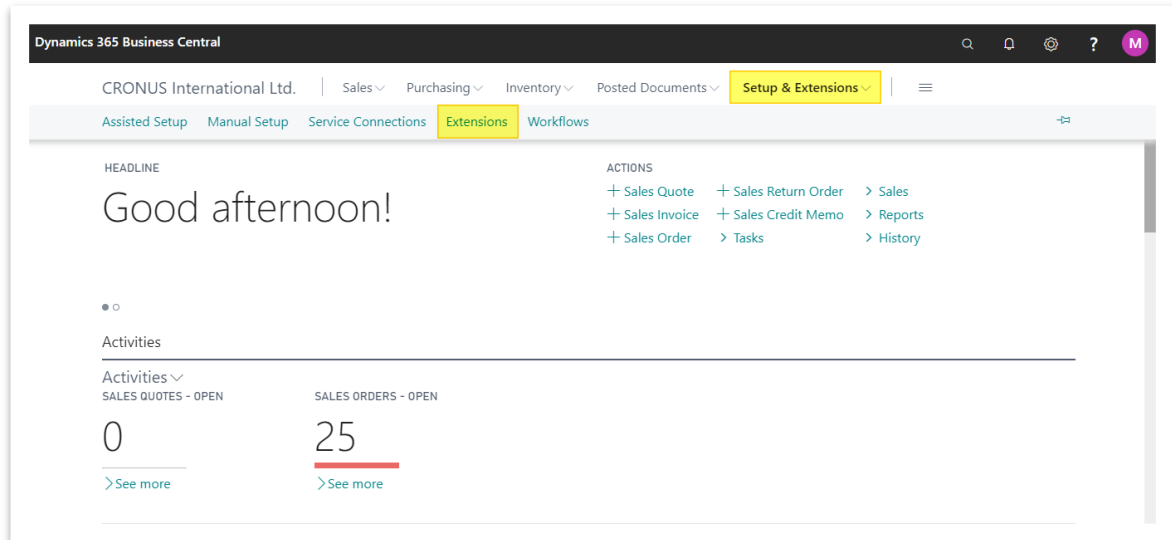 Dynamics 365 Business Central
? M
CRONUS International Ltd. Sales Purchasing Inventory Posted Documents Setup & Extensions
Assisted Setup Manual Setup Service Connections Extensions Workflows
HEADLINE
Good afternoon!
ACTIONS
+ Sales Quote + Sales Return Order > Sales
+ Sales Invoice + Sales Credit Memo > Reports
+ Sales Order > Tasks > History
Activities
Activities
SALES QUOTES - OPEN SALES ORDERS - OPEN
0 25
>See more >See more